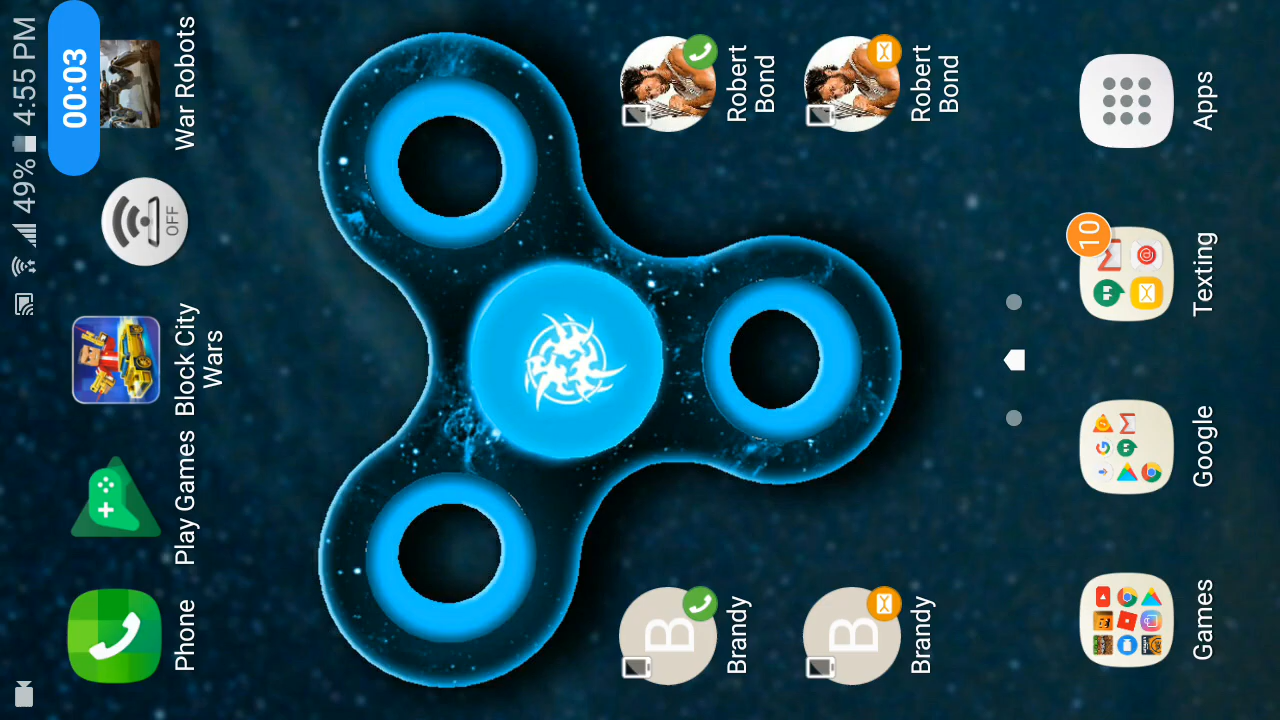 49% 4:55 PM
00:03
Phone
Play Games
Block City
Wars
OFF
War Robots
B
Brandy
Robert
Bond
B
Brandy
Robert
Bond
Games
Google
10
Texting
Apps